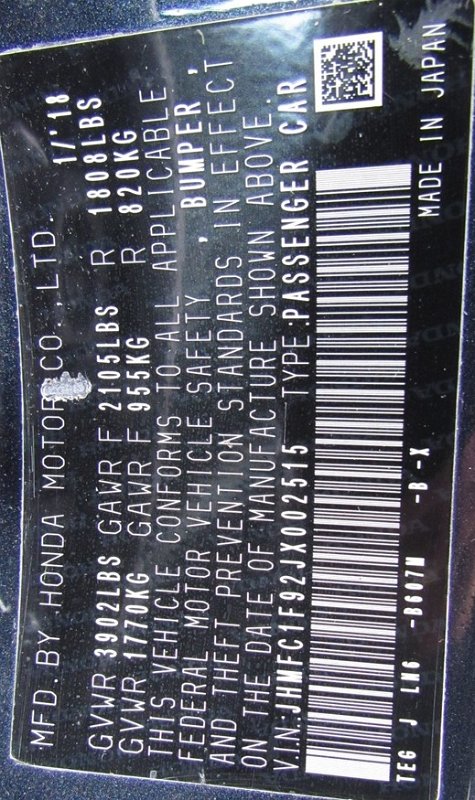 MFD.BY HONDA MOTOR CO.,LTD. 1/'18
GVWR 3902LBS GAWR F 2105LBS R 1808LBS
GVWR 1770KG GAWR F 955KG R 820KG
THIS VEHICLE CONFORMS TO ALL APPLICABLE
FEDERAL MOTOR VEHICLE SAFETY , BUMPER,
AND THEFT PREVENTION STANDARDS IN EFFECT
ON THE DATE OF MANUFACTURE SHOWN ABOVE.
VIN:JHMFC1F92JX002515 TYPE:PASSENGER CAR
TEG J LN6 -B607M -B -X MADE IN JAPAN